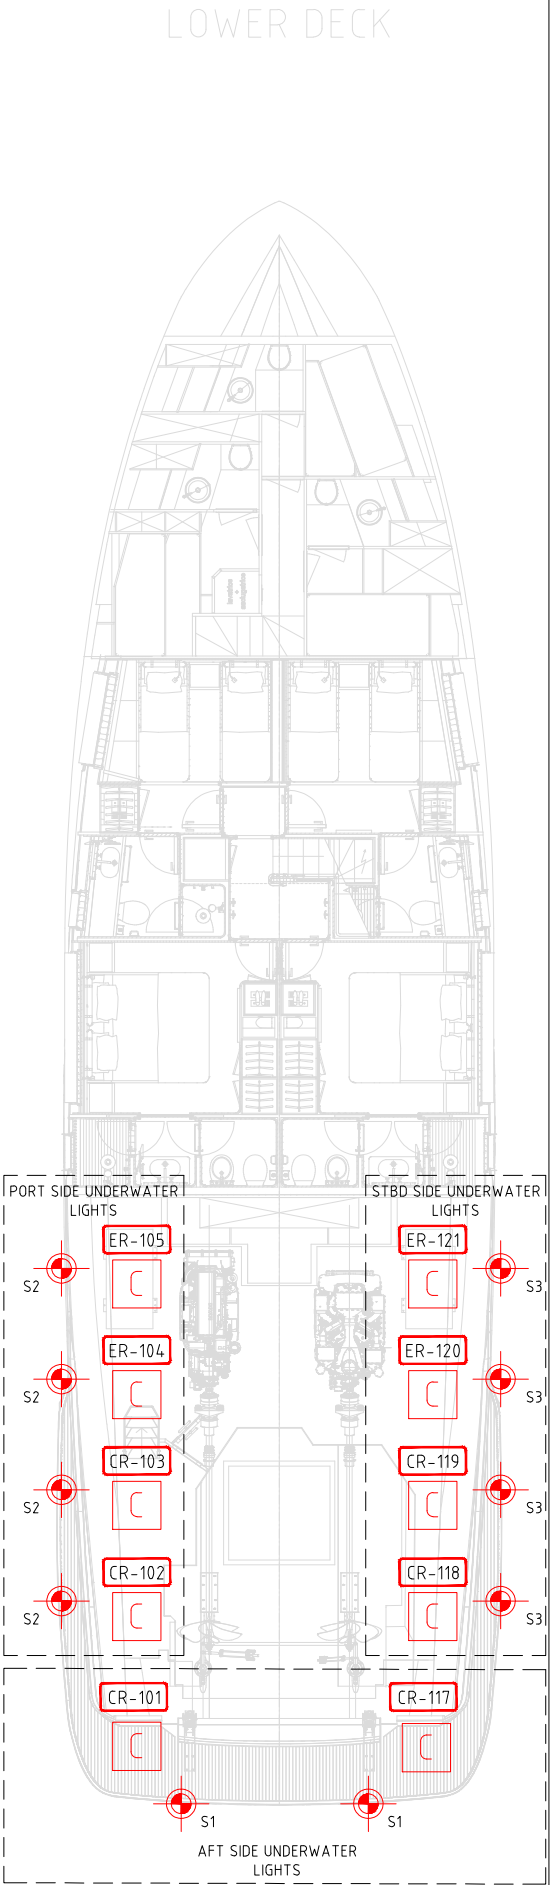 LOWER DECK
PORT SIDE UNDERWATER
LIGHTS
STBD SIDE UNDERWATER
LIGHTS
ER-105
ER-121
C
C
S2
S3
ER-104
ER-120
C
C
S2
S3
CR-103
CR-119
C
C
S2
S3
CR-102
CR-118
C
C
S2
S3
CR-101
CR-117
C
C
S1
S1
AFT SIDE UNDERWATER
LIGHTS